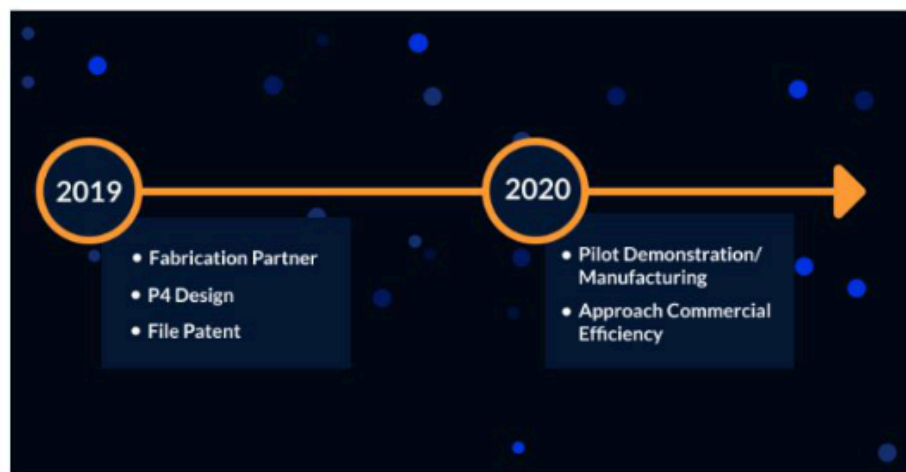 2019
2020
• Fabrication Partner
• P4 Design
• File Patent
• Pilot Demonstration/
Manufacturing
• Approach Commercial
Efficiency